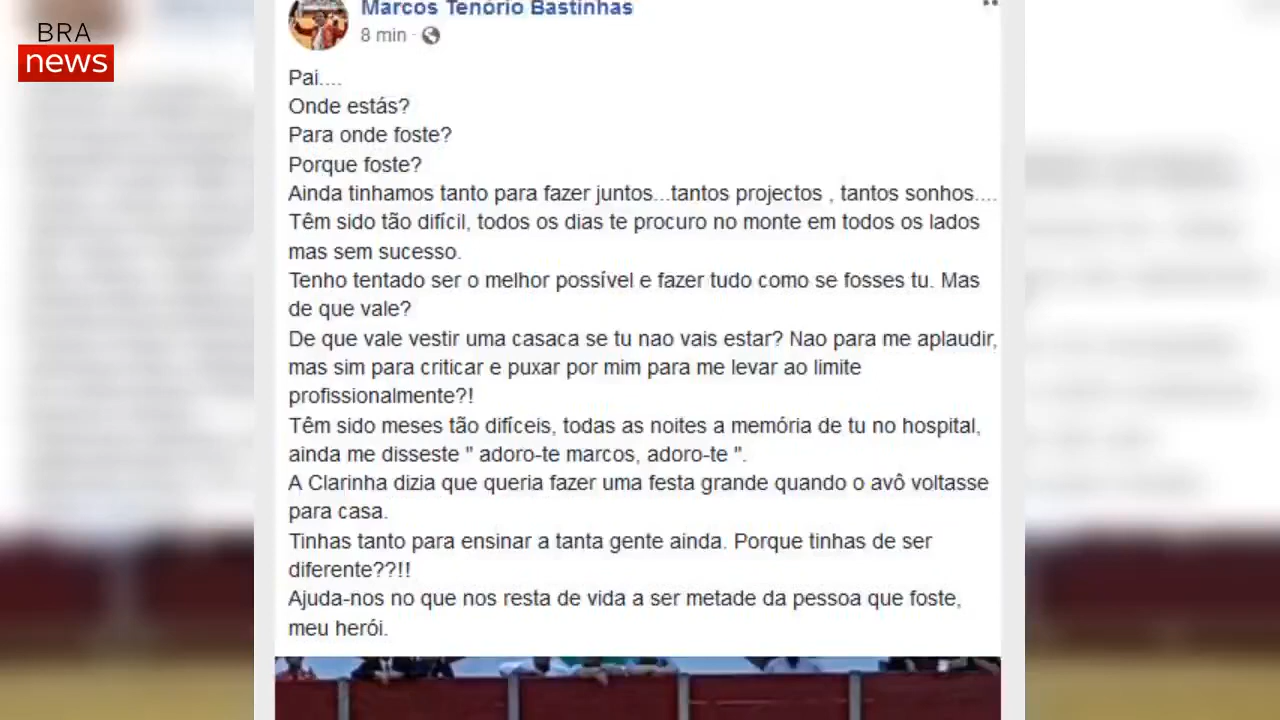 BRA
news
Marcos Tenório Bastinhas
8 min ·
Pai....
Onde estás?
Para onde foste?
Porque foste?
Ainda tinhamos tanto para fazer juntos...tantos projectos , tantos sonhos....
Têm sido tão difícil, todos os dias te procuro no monte em todos os lados
mas sem sucesso.
Tenho tentado ser o melhor possível e fazer tudo como se fosses tu. Mas
de que vale?
De que vale vestir uma casaca se tu nao vais estar? Nao para me aplaudir,
mas sim para criticar e puxar por mim para me levar ao limite
profissionalmente?!
Têm sido meses tão difíceis, todas as noites a memória de tu no hospital,
ainda me disseste " adoro-te marcos, adoro-te ".
A Clarinha dizia que queria fazer uma festa grande quando o avô voltasse
para casa.
Tinhas tanto para ensinar a tanta gente ainda. Porque tinhas de ser
diferente??!!
Ajuda-nos no que nos resta de vida a ser metade da pessoa que foste,
meu herói.